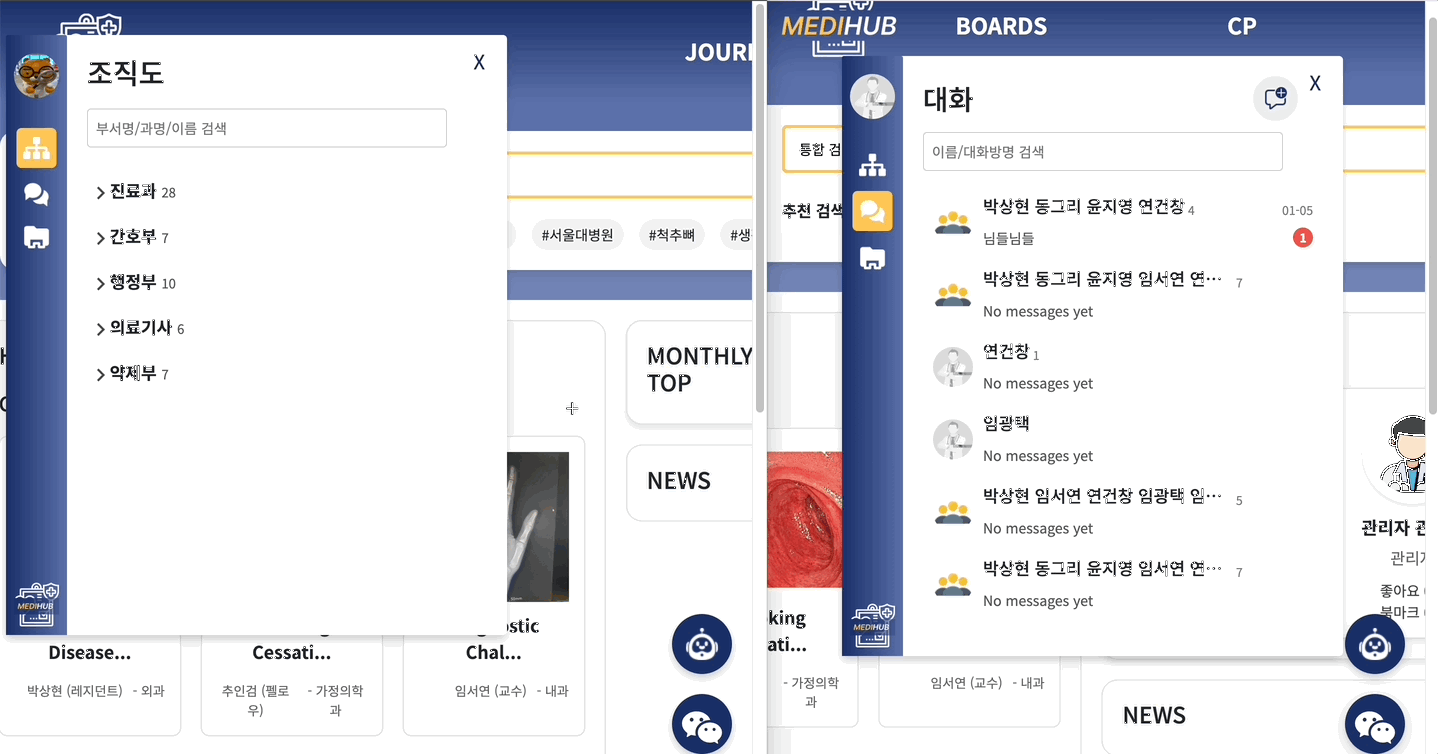 JOUR
조직도
X
부서명/과명/이름 검색
진료과 28
간호부 7
행정부 10
의료기사 6
약제부 7
MEDIHUB
#서울대병원
#척추뼈
#생
MONTHLY
TOP
NEWS
Disease...
박상현 (레지던트) - 외과
Cessati...
추인검 (펠로우) - 가정의학과
ostic
Chal...
임서연 (교수) - 내과
MEDIHUB
BOARDS
CP
통합 검
추천 검색
대화
X
이름/대화방명 검색
박상현 동그리 윤지영 연건창 4
01-05
님들님들
1
박상현 동그리 윤지영 임서연 연… 7
No messages yet
연건창 1
No messages yet
임광택
No messages yet
박상현 임서연 연건창 임광택 임… 5
No messages yet
박상현 동그리 윤지영 임서연 연… 7
No messages yet
MEDIHUB
king
ati...
- 가정의학과
임서연 (교수) - 내과
관리자 관
관리자
좋아요
북마크
NEWS